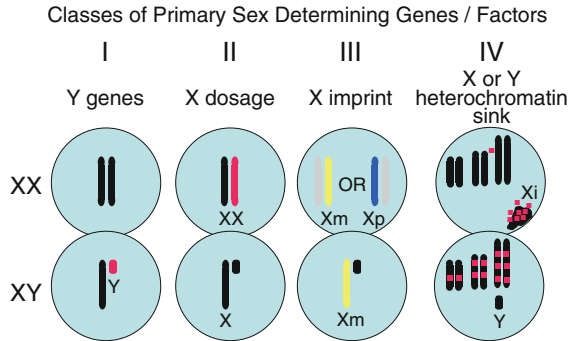 Classes of Primary Sex Determining Genes / Factors
I II III IV
Y genes X dosage X imprint X or Y
heterochromatin
sink
XX OR Xi
XX Xm Xp
XY Y
X Xm Y